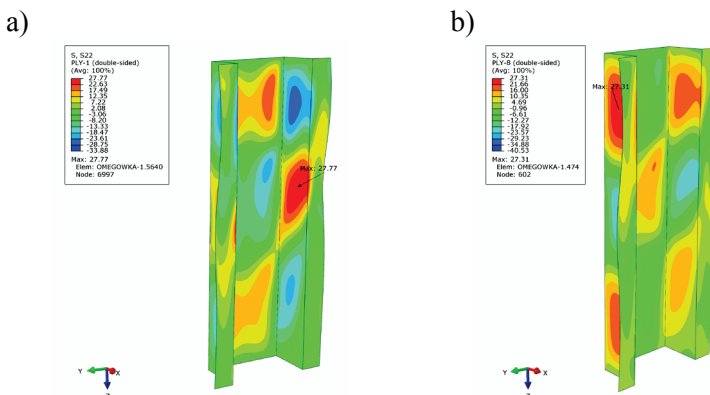 a)
S, S22
PLY-1 (double-sided)
(Avg: 100%)
27.77
22.63
17.49
12.35
7.22
2.08
-3.06
-8.20
-13.33
-18.47
-23.61
-28.75
-33.88
Max: 27.77
Elem: OMEGOWKA-1.5640
Node: 6997
Max: 27.77
Y
X
b)
S, S22
PLY-8 (double-sided)
(Avg: 100%)
27.31
21.66
16.00
10.35
4.69
-0.96
-6.61
-12.27
-17.92
-23.57
-29.23
-34.88
-40.53
Max: 27.31
Elem: OMEGOWKA-1.474
Node: 602
Max: 27.31
Y
X